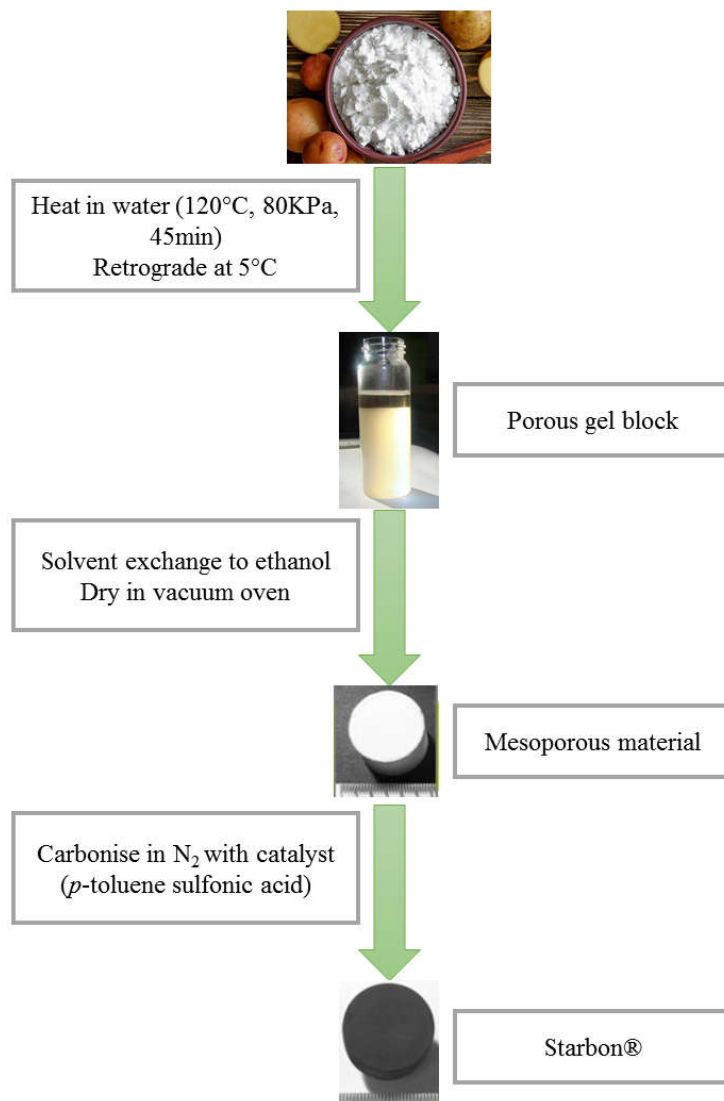 Heat in water (120°C, 80KPa,
45min)
Retrograde at 5°C
Porous gel block
Solvent exchange to ethanol
Dry in vacuum oven
Mesoporous material
Carbonise in N₂ with catalyst
(p-toluene sulfonic acid)
Starbon®